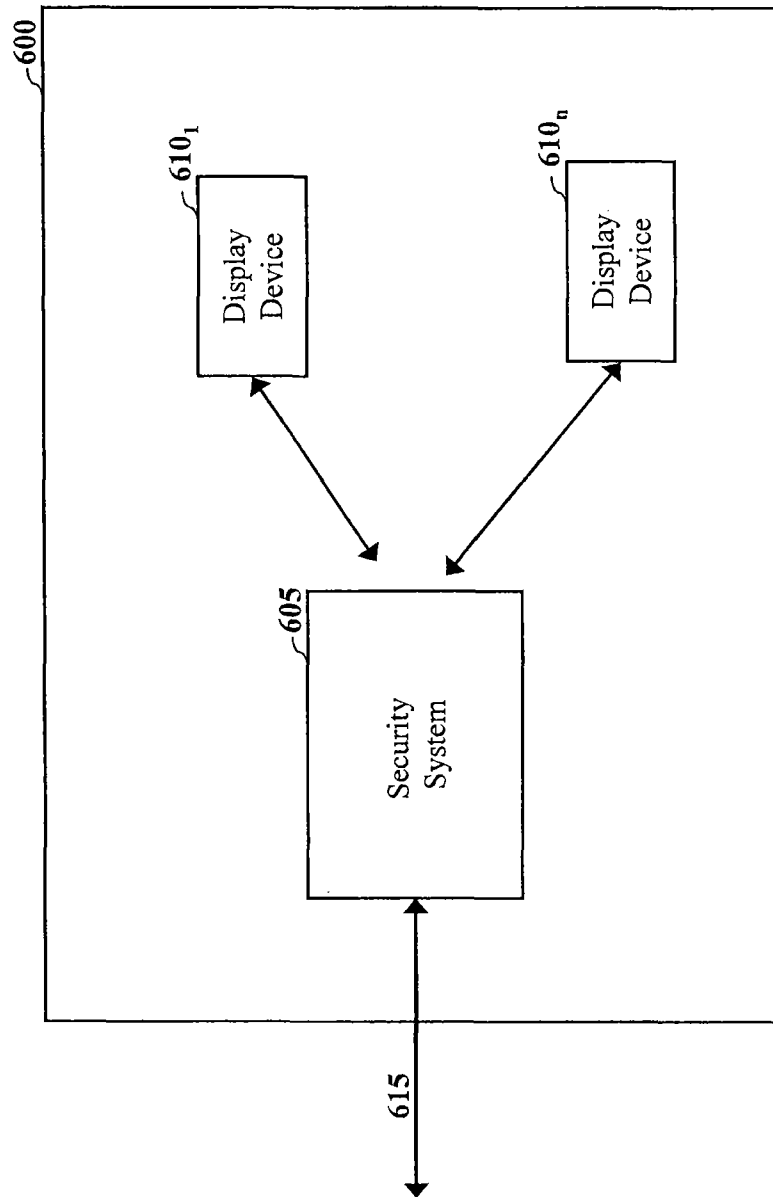 600
610₁
Display
Device
610ₙ
Display
Device
605
Security
System
615